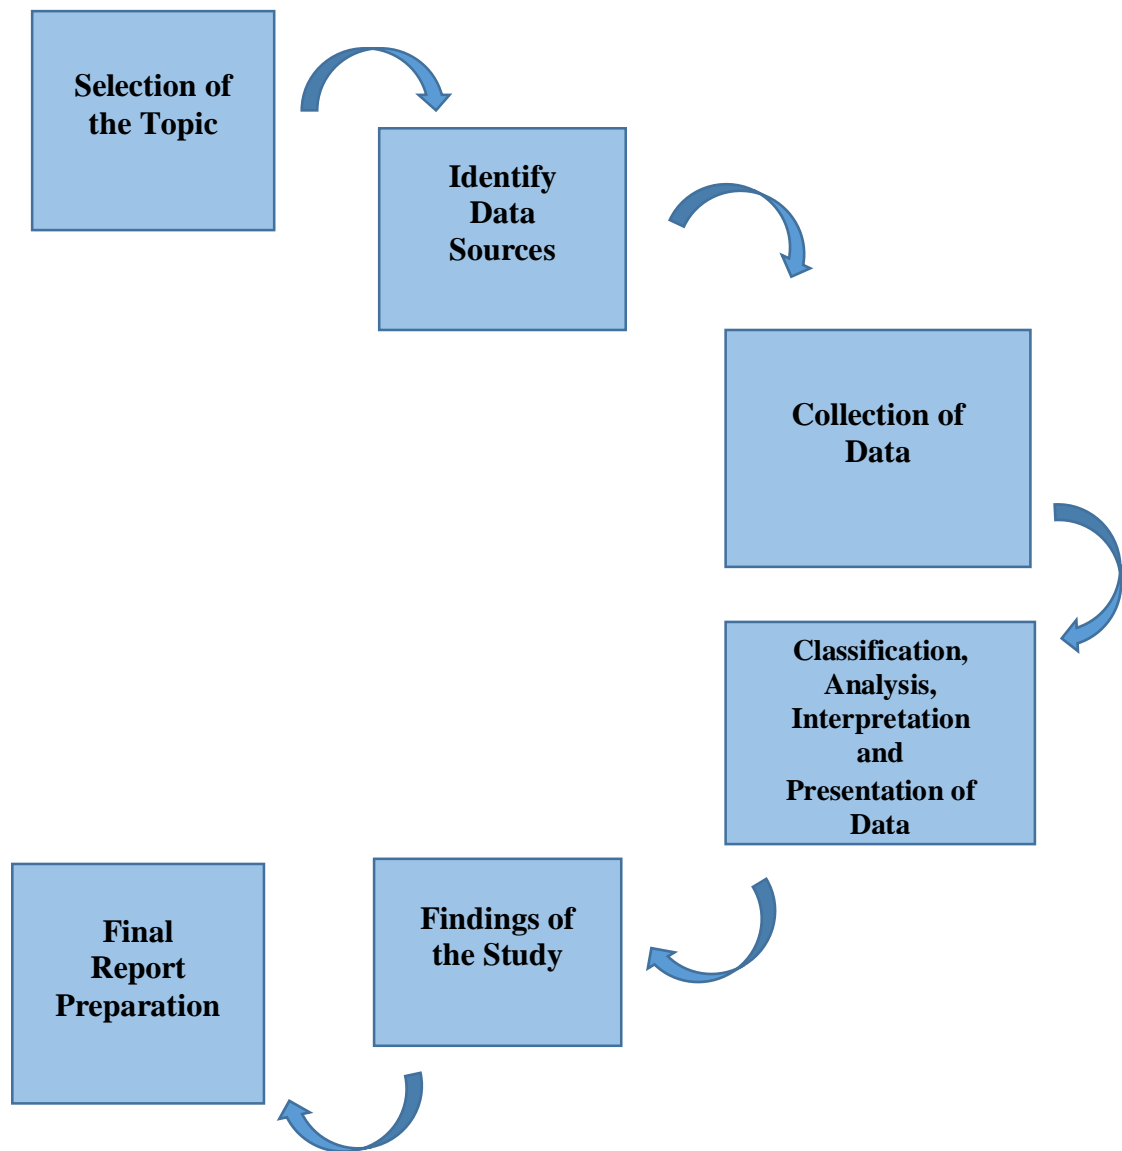 Selection of
the Topic
Identify
Data
Sources
Collection of
Data
Classification,
Analysis,
Interpretation
and
Presentation of
Data
Findings of
the Study
Final
Report
Preparation